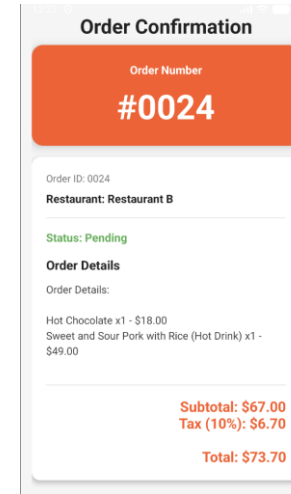 Order Confirmation
Order Number
#0024
Order ID: 0024
Restaurant: Restaurant B
Status: Pending
Order Details
Order Details:
Hot Chocolate x1 - $18.00
Sweet and Sour Pork with Rice (Hot Drink) x1 -
$49.00
Subtotal: $67.00
Tax (10%): $6.70
Total: $73.70